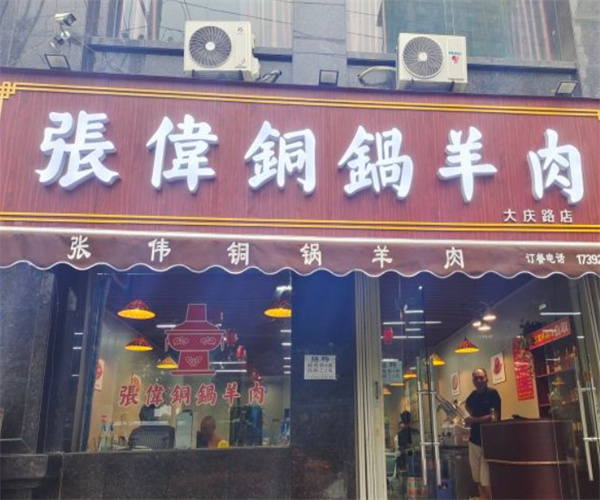 張偉銅鍋羊肉
大庆路店
张伟铜锅羊肉
订餐电话 17392
張偉銅鍋羊肉